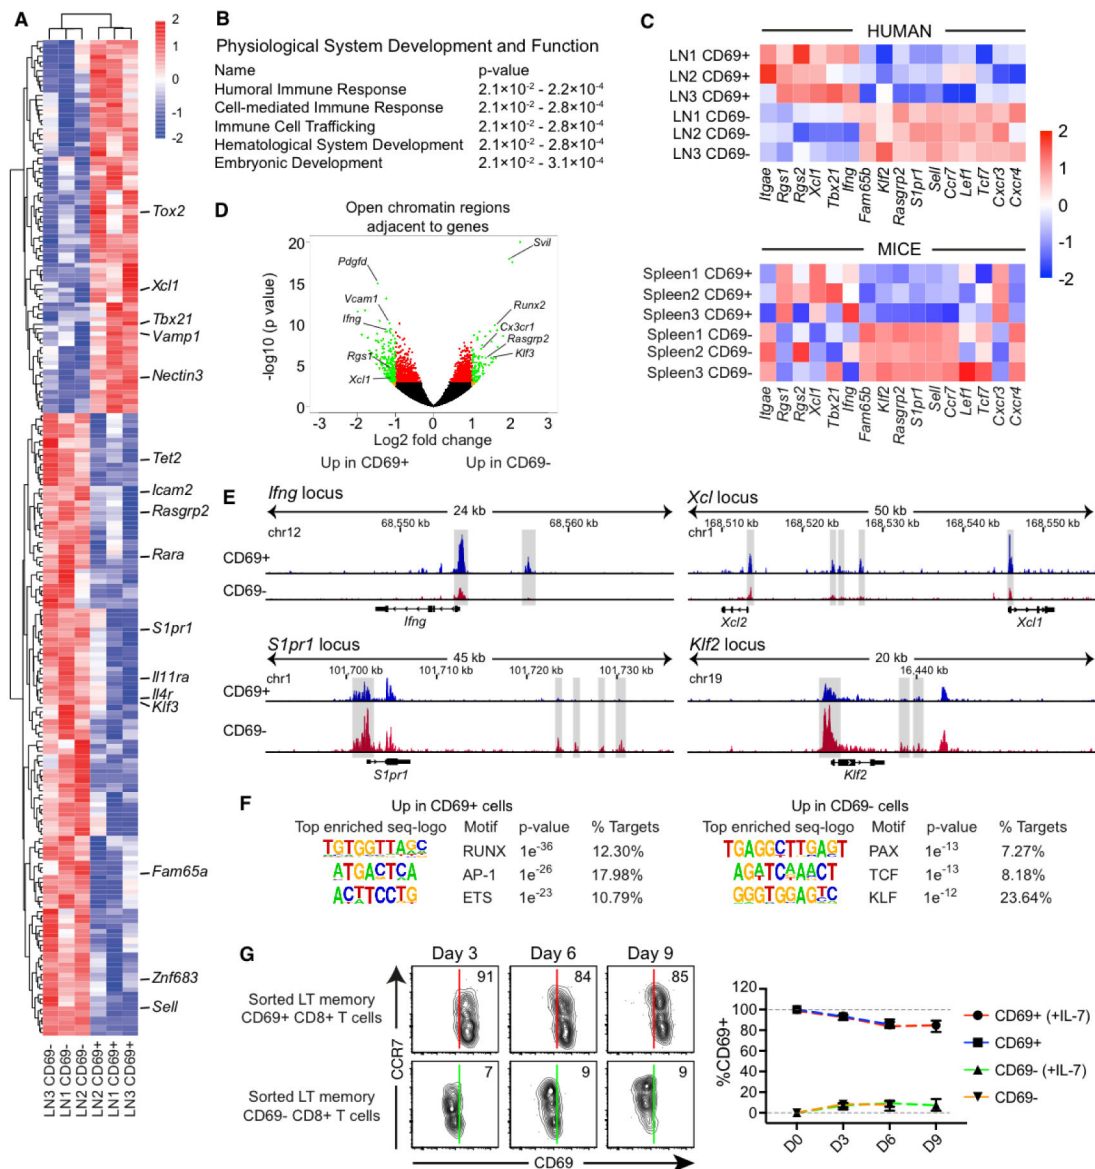 A
2
1
0
-1
-2
Tox2
Xcl1
Tbx21
Vamp1
Nectin3
Tet2
Icam2
Rasgrp2
Rara
S1pr1
Il11ra
Il4r
Klf3
Fam65a
Znf683
Sell
LN3 CD69-
LN1 CD69-
LN2 CD69-
LN2 CD69+
LN1 CD69+
LN3 CD69+
B
Physiological System Development and Function
Name p-value
Humoral Immune Response 2.1×10⁻² - 2.2×10⁻⁴
Cell-mediated Immune Response 2.1×10⁻² - 2.8×10⁻⁴
Immune Cell Trafficking 2.1×10⁻² - 2.8×10⁻⁴
Hematological System Development 2.1×10⁻² - 2.8×10⁻⁴
Embryonic Development 2.1×10⁻² - 3.1×10⁻⁴
C
HUMAN
LN1 CD69+
LN2 CD69+
LN3 CD69+
LN1 CD69-
LN2 CD69-
LN3 CD69-
Itgae Rgs1 Rgs2 Xcl1 Tbx21 Ifng Fam65b Klf2 Rasgrp2 S1pr1 Sell Ccr7 Lef1 Tcf7 Cxcr3 Cxcr4
MICE
Spleen1 CD69+
Spleen2 CD69+
Spleen3 CD69+
Spleen1 CD69-
Spleen2 CD69-
Spleen3 CD69-
Itgae Rgs1 Rgs2 Xcl1 Tbx21 Ifng Fam65b Klf2 Rasgrp2 S1pr1 Sell Ccr7 Lef1 Tcf7 Cxcr3 Cxcr4
2
1
0
-1
-2
D
Open chromatin regions
adjacent to genes
-log10 (p value)
20
15
10
5
0
Svil
Pdgfd
Vcam1
Ifng
Rgs1
Xcl1
Runx2
Cx3cr1
Rasgrp2
Klf3
-3 -2 -1 0 1 2 3
Log2 fold change
Up in CD69+ Up in CD69-
E
Ifng locus
24 kb
68,550 kb 68,560 kb
chr12
CD69+
CD69-
Ifng
Xcl locus
50 kb
168,510 kb 168,520 kb 168,530 kb 168,540 kb 168,550 kb
chr1
Xcl2 Xcl1
S1pr1 locus
45 kb
101,700 kb 101,710 kb 101,720 kb 101,730 kb
chr1
CD69+
CD69-
S1pr1
Klf2 locus
20 kb
16,440 kb
chr19
Klf2
F
Up in CD69+ cells
Top enriched seq-logo Motif p-value % Targets
TGTGGTTAGC RUNX 1e⁻³⁶ 12.30%
ATGACTCA AP-1 1e⁻²⁶ 17.98%
ACTTCCTG ETS 1e⁻²³ 10.79%
Up in CD69- cells
Top enriched seq-logo Motif p-value % Targets
TGAGGCTTGAGT PAX 1e⁻¹³ 7.27%
AGATCAAACT TCF 1e⁻¹³ 8.18%
GGGTGGAGTC KLF 1e⁻¹² 23.64%
G
Day 3 Day 6 Day 9
Sorted LT memory
CD69+ CD8+ T cells
91 84 85
Sorted LT memory
CD69- CD8+ T cells
7 9 9
CCR7
CD69
%CD69+
120
100
80
60
40
20
0
D0 D3 D6 D9
CD69+ (+IL-7)
CD69+
CD69- (+IL-7)
CD69-